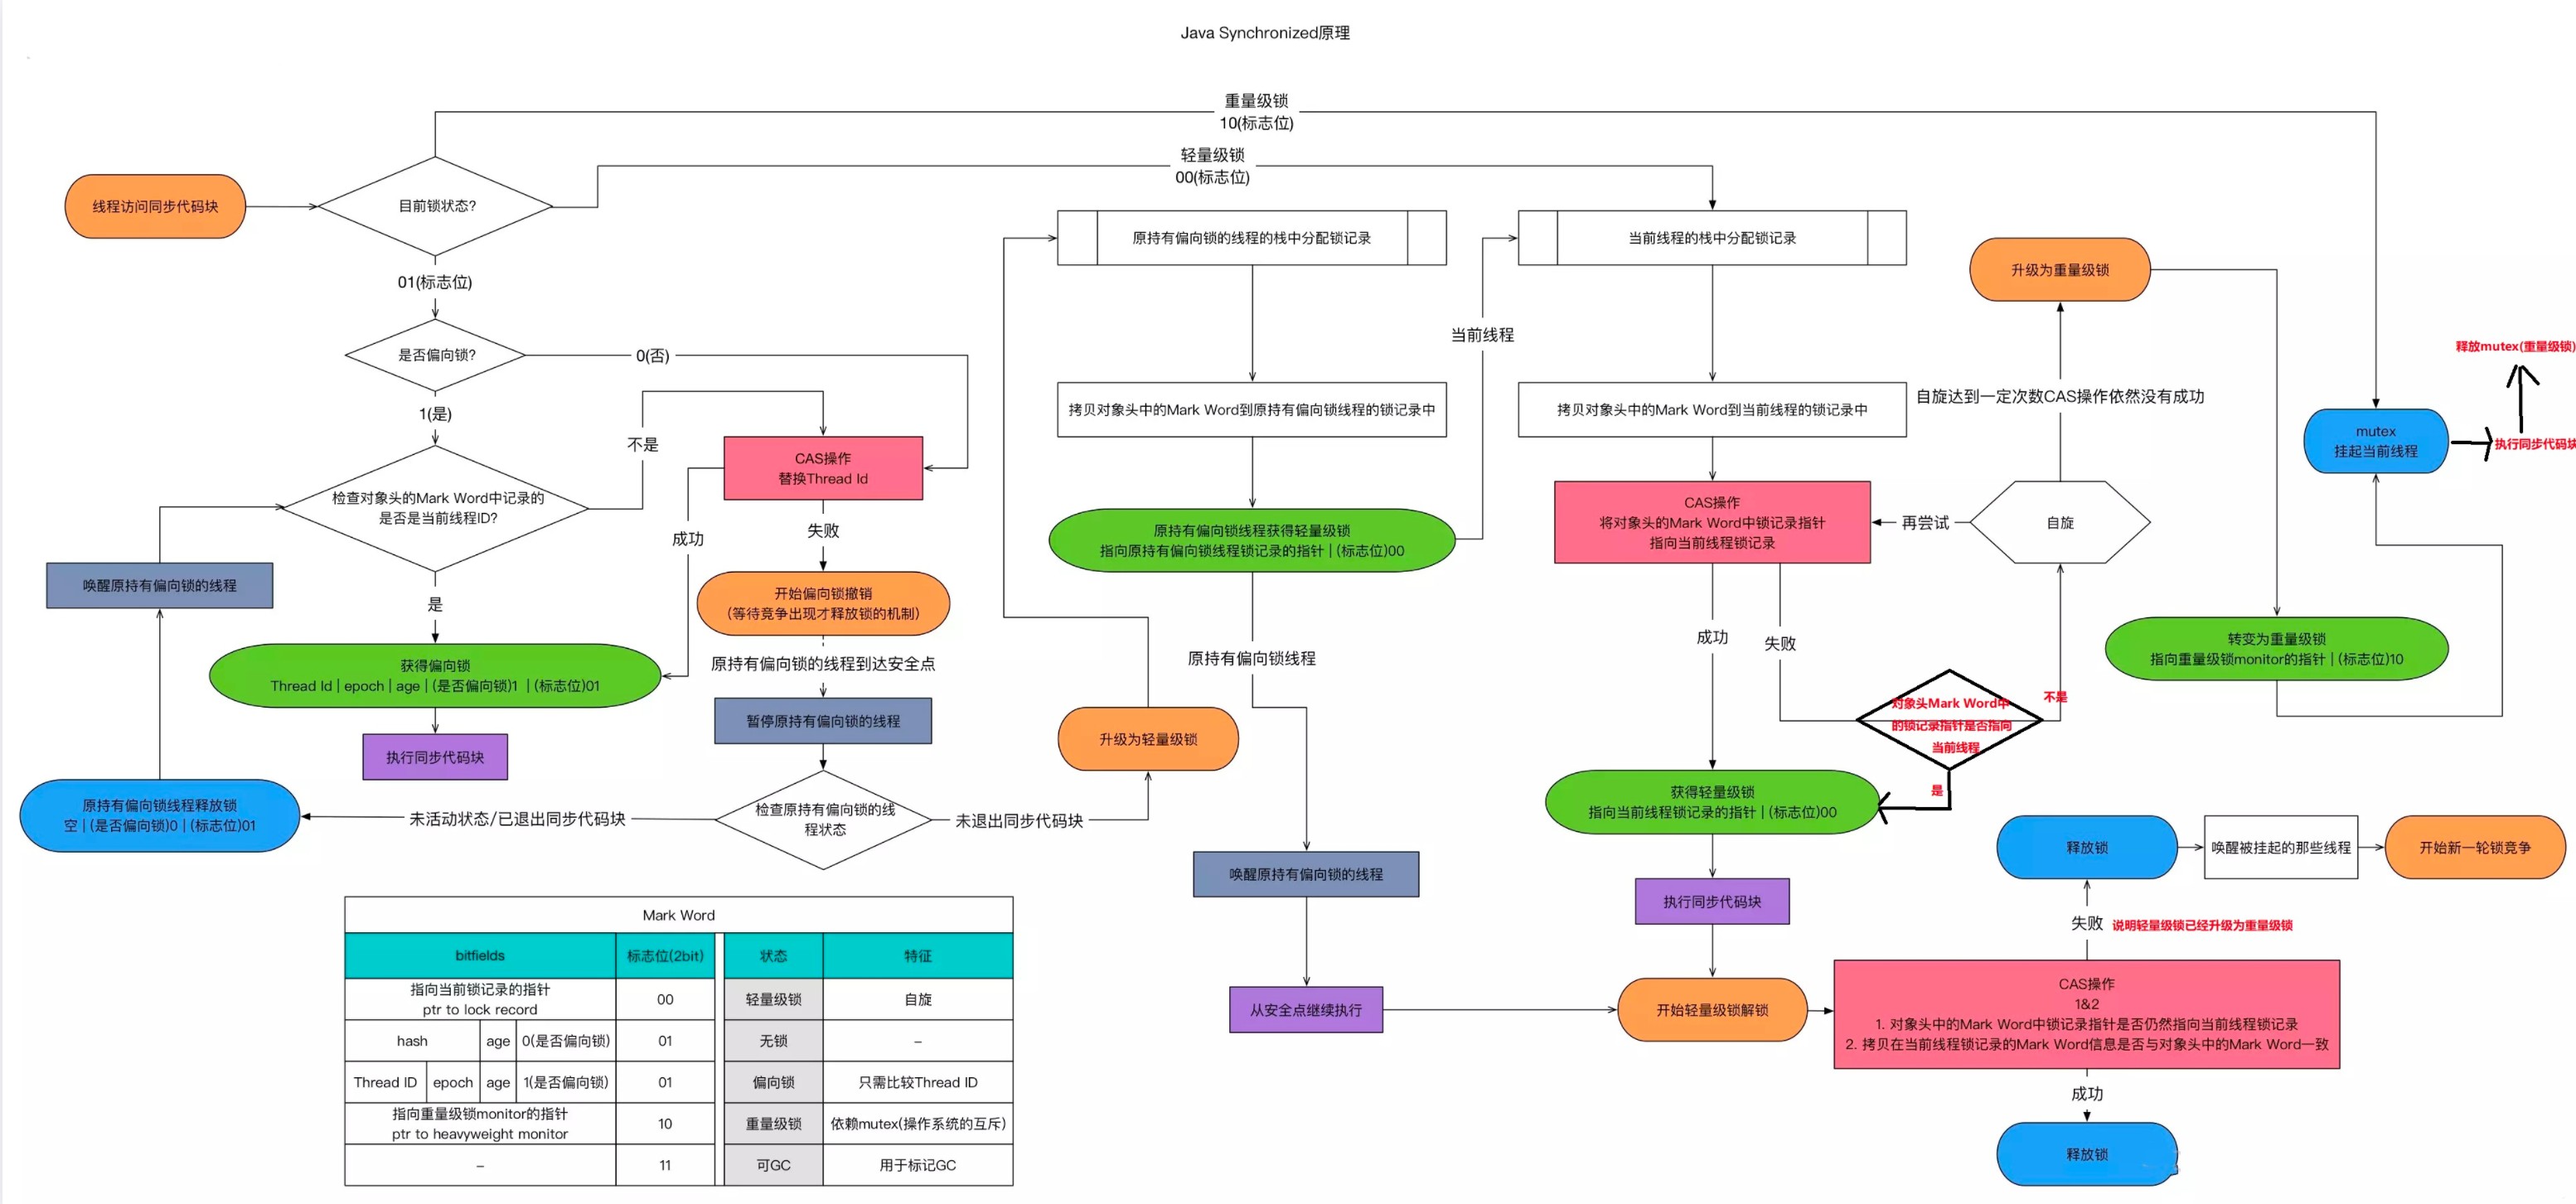 Java Synchronized原理
重量级锁
10(标志位)
轻量级锁
00(标志位)
线程访问同步代码块
目前锁状态?
01(标志位)
是否偏向锁?
0(否)
1(是)
不是
检查对象头的Mark Word中记录的
是否是当前线程ID?
是
CAS操作
替换Thread Id
成功
失败
唤醒原持有偏向锁的线程
获得偏向锁
Thread Id | epoch | age | (是否偏向锁)1 | (标志位)01
执行同步代码块
开始偏向锁撤销
(等待竞争出现才释放锁的机制)
原持有偏向锁的线程到达安全点
暂停原持有偏向锁的线程
检查原持有偏向锁的线
程状态
未活动状态/已退出同步代码块
原持有偏向锁线程释放锁
空 | (是否偏向锁)0 | (标志位)01
未退出同步代码块
升级为轻量级锁
原持有偏向锁的线程的栈中分配锁记录
拷贝对象头中的Mark Word到原持有偏向锁线程的锁记录中
原持有偏向锁线程获得轻量级锁
指向原持有偏向锁线程锁记录的指针 | (标志位)00
当前线程
原持有偏向锁线程
唤醒原持有偏向锁的线程
从安全点继续执行
当前线程的栈中分配锁记录
拷贝对象头中的Mark Word到当前线程的锁记录中
CAS操作
将对象头的Mark Word中锁记录指针
指向当前线程锁记录
再尝试
自旋
自旋达到一定次数CAS操作依然没有成功
升级为重量级锁
成功
失败
对象头Mark Word中
的锁记录指针是否指向
当前线程
不是
是
获得轻量级锁
指向当前线程锁记录的指针 | (标志位)00
执行同步代码块
开始轻量级锁解锁
转变为重量级锁
指向重量级锁monitor的指针 | (标志位)10
mutex
挂起当前线程
执行同步代码块
释放mutex(重量级锁)
释放锁
唤醒被挂起的那些线程
开始新一轮锁竞争
失败
说明轻量级锁已经升级为重量级锁
CAS操作
1&2
1. 对象头中的Mark Word中锁记录指针是否仍然指向当前线程锁记录
2. 拷贝在当前线程锁记录的Mark Word信息是否与对象头中的Mark Word一致
成功
释放锁
Mark Word
bitfields 标志位(2bit) 状态 特征
指向当前锁记录的指针
ptr to lock record
00 轻量级锁 自旋
hash age 0(是否偏向锁) 01 无锁 –
Thread ID epoch age 1(是否偏向锁) 01 偏向锁 只需比较Thread ID
指向重量级锁monitor的指针
ptr to heavyweight monitor
10 重量级锁 依赖mutex(操作系统的互斥)
– 11 可GC 用于标记GC